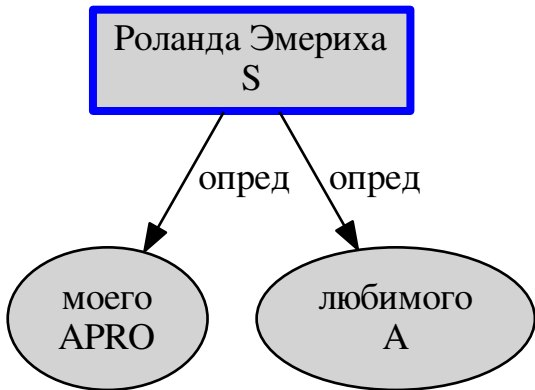 Роланда Эмериха
S
опред
опред
моего
APRO
любимого
A